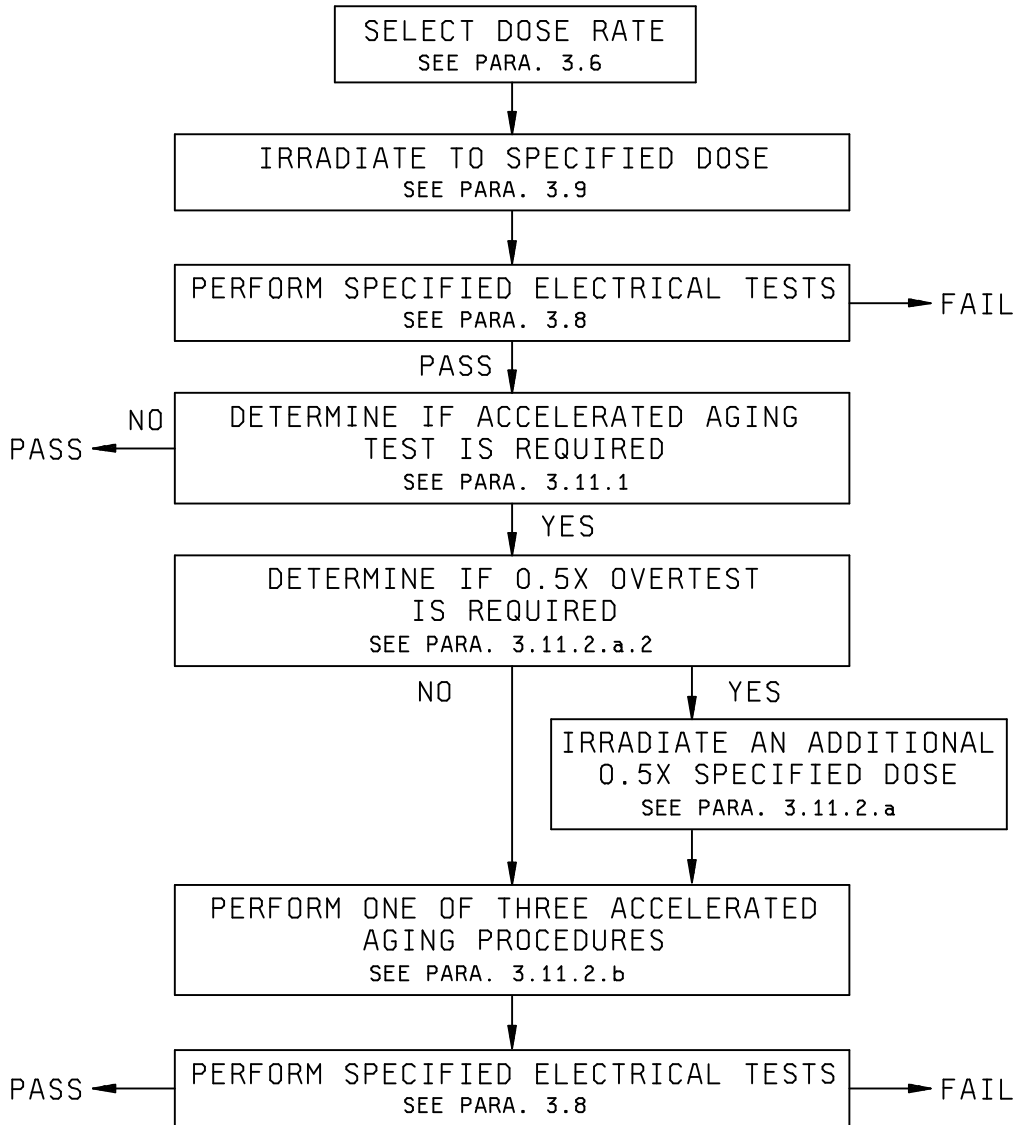 SELECT DOSE RATE
SEE PARA. 3.6
IRRADIATE TO SPECIFIED DOSE
SEE PARA. 3.9
PERFORM SPECIFIED ELECTRICAL TESTS
SEE PARA. 3.8
FAIL
PASS
DETERMINE IF ACCELERATED AGING
TEST IS REQUIRED
SEE PARA. 3.11.1
NO
PASS
YES
DETERMINE IF 0.5X OVERTEST
IS REQUIRED
SEE PARA. 3.11.2.a.2
NO
YES
IRRADIATE AN ADDITIONAL
0.5X SPECIFIED DOSE
SEE PARA. 3.11.2.a
PERFORM ONE OF THREE ACCELERATED
AGING PROCEDURES
SEE PARA. 3.11.2.b
PASS
PERFORM SPECIFIED ELECTRICAL TESTS
SEE PARA. 3.8
FAIL